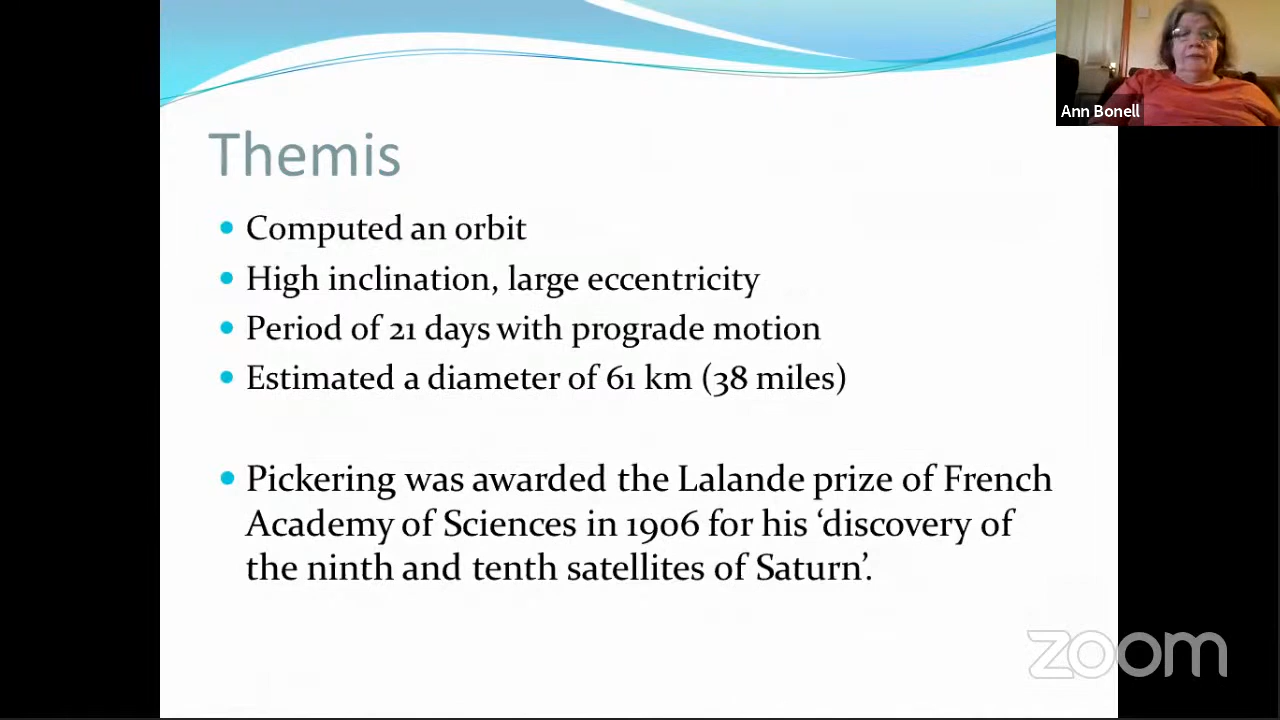 Ann Bonell
Themis
Computed an orbit
High inclination, large eccentricity
Period of 21 days with prograde motion
Estimated a diameter of 61 km (38 miles)
Pickering was awarded the Lalande prize of French
Academy of Sciences in 1906 for his ‘discovery of
the ninth and tenth satellites of Saturn’.
zoom